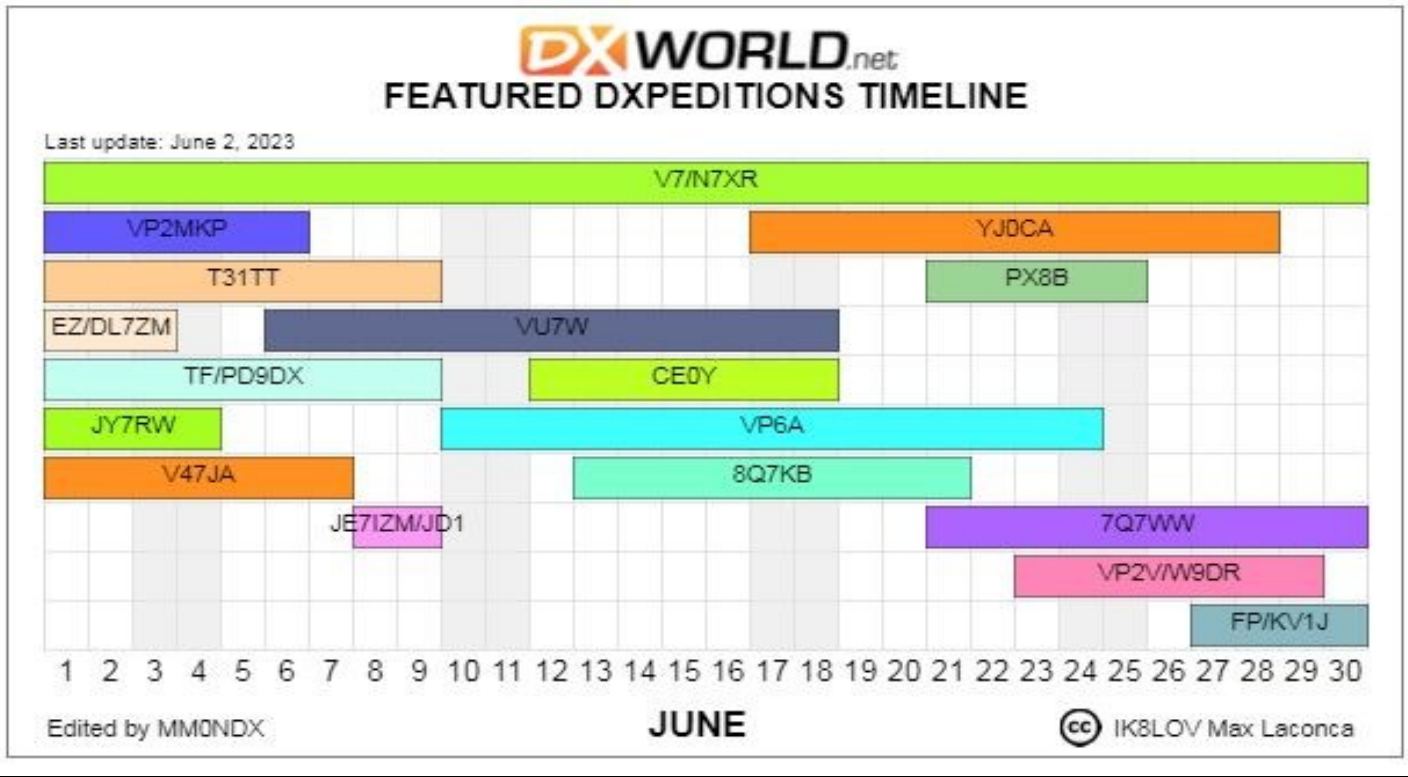 DX WORLD.net
FEATURED DXPEDITIONS TIMELINE
Last update: June 2, 2023
V7/N7XR
VP2MKP YJ0CA
T31TT PX8B
EZ/DL7ZM VU7W
TF/PD9DX CE0Y
JY7RW VP6A
V47JA 8Q7KB
JE7IZM/JD1 7Q7WW
VP2V/W9DR
FP/KV1J
1 2 3 4 5 6 7 8 9 10 11 12 13 14 15 16 17 18 19 20 21 22 23 24 25 26 27 28 29 30
Edited by MM0NDX JUNE cc IK8LOV Max Laconca